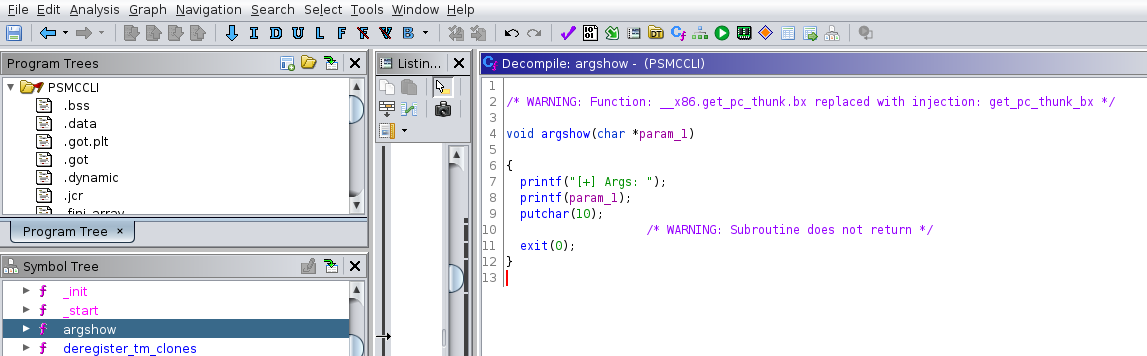 File Edit Analysis Graph Navigation Search Select Tools Window Help
I D U L F F V B
Program Trees
PSMCCLI
.bss
.data
.got.plt
.got
.dynamic
.jcr
.fini_array
Program Tree ×
Symbol Tree
f _init
f _start
f argshow
f deregister_tm_clones
Listin...
Decompile: argshow - (PSMCCLI)
1
2 /* WARNING: Function: __x86.get_pc_thunk.bx replaced with injection: get_pc_thunk_bx */
3
4 void argshow(char *param_1)
5
6 {
7 printf("[+] Args: ");
8 printf(param_1);
9 putchar(10);
10 /* WARNING: Subroutine does not return */
11 exit(0);
12 }
13